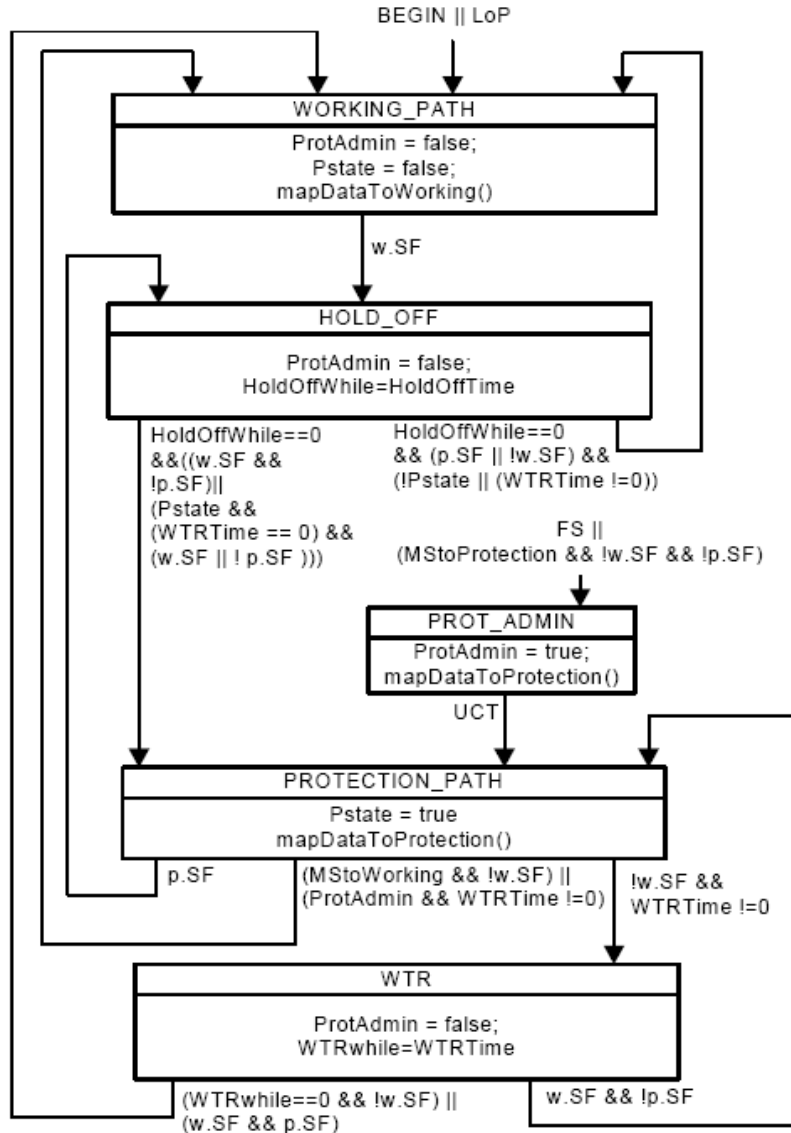 BEGIN || LoP
WORKING_PATH
ProtAdmin = false;
Pstate = false;
mapDataToWorking()
w.SF
HOLD_OFF
ProtAdmin = false;
HoldOffWhile=HoldOffTime
HoldOffWhile==0
&&((w.SF &&
!p.SF)||
(Pstate &&
(WTRTime == 0) &&
(w.SF || ! p.SF )))
HoldOffWhile==0
&& (p.SF || !w.SF) &&
(!Pstate || (WTRTime !=0))
FS ||
(MStoProtection && !w.SF && !p.SF)
PROT_ADMIN
ProtAdmin = true;
mapDataToProtection()
UCT
PROTECTION_PATH
Pstate = true
mapDataToProtection()
p.SF
(MStoWorking && !w.SF) ||
(ProtAdmin && WTRTime !=0)
!w.SF &&
WTRTime !=0
WTR
ProtAdmin = false;
WTRwhile=WTRTime
(WTRwhile==0 && !w.SF) ||
(w.SF && p.SF)
w.SF && !p.SF